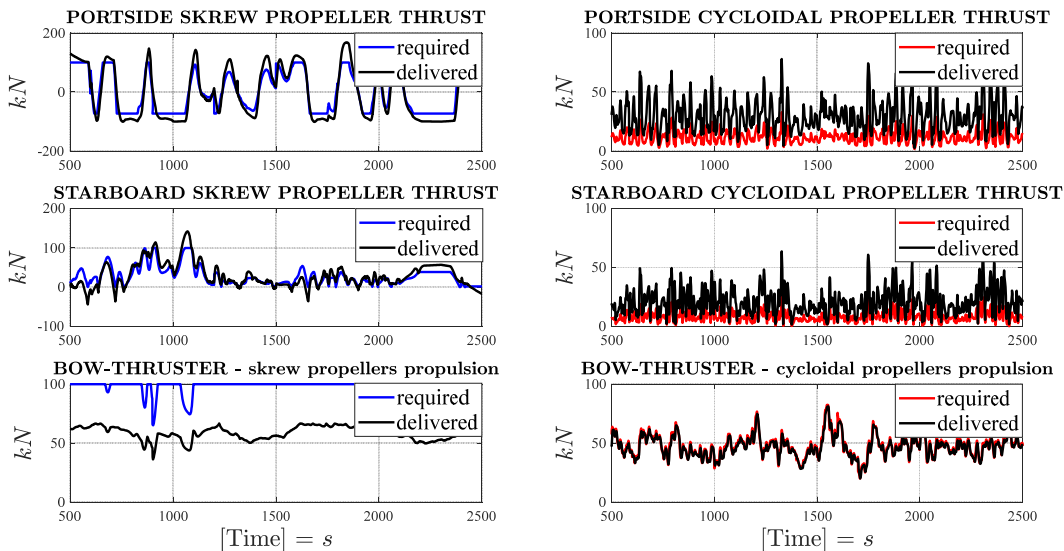 PORTSIDE SKREW PROPELLER THRUST
200
0
-200
kN
required
delivered
500 1000 1500 2000 2500
STARBOARD SKREW PROPELLER THRUST
200
100
0
-100
kN
required
delivered
500 1000 1500 2000 2500
BOW-THRUSTER - skrew propellers propulsion
100
50
0
kN
required
delivered
500 1000 1500 2000 2500
[Time] = s
PORTSIDE CYCLOIDAL PROPELLER THRUST
100
50
0
kN
required
delivered
500 1000 1500 2000 2500
STARBOARD CYCLOIDAL PROPELLER THRUST
100
50
0
kN
required
delivered
500 1000 1500 2000 2500
BOW-THRUSTER - cycloidal propellers propulsion
100
50
0
kN
required
delivered
500 1000 1500 2000 2500
[Time] = s